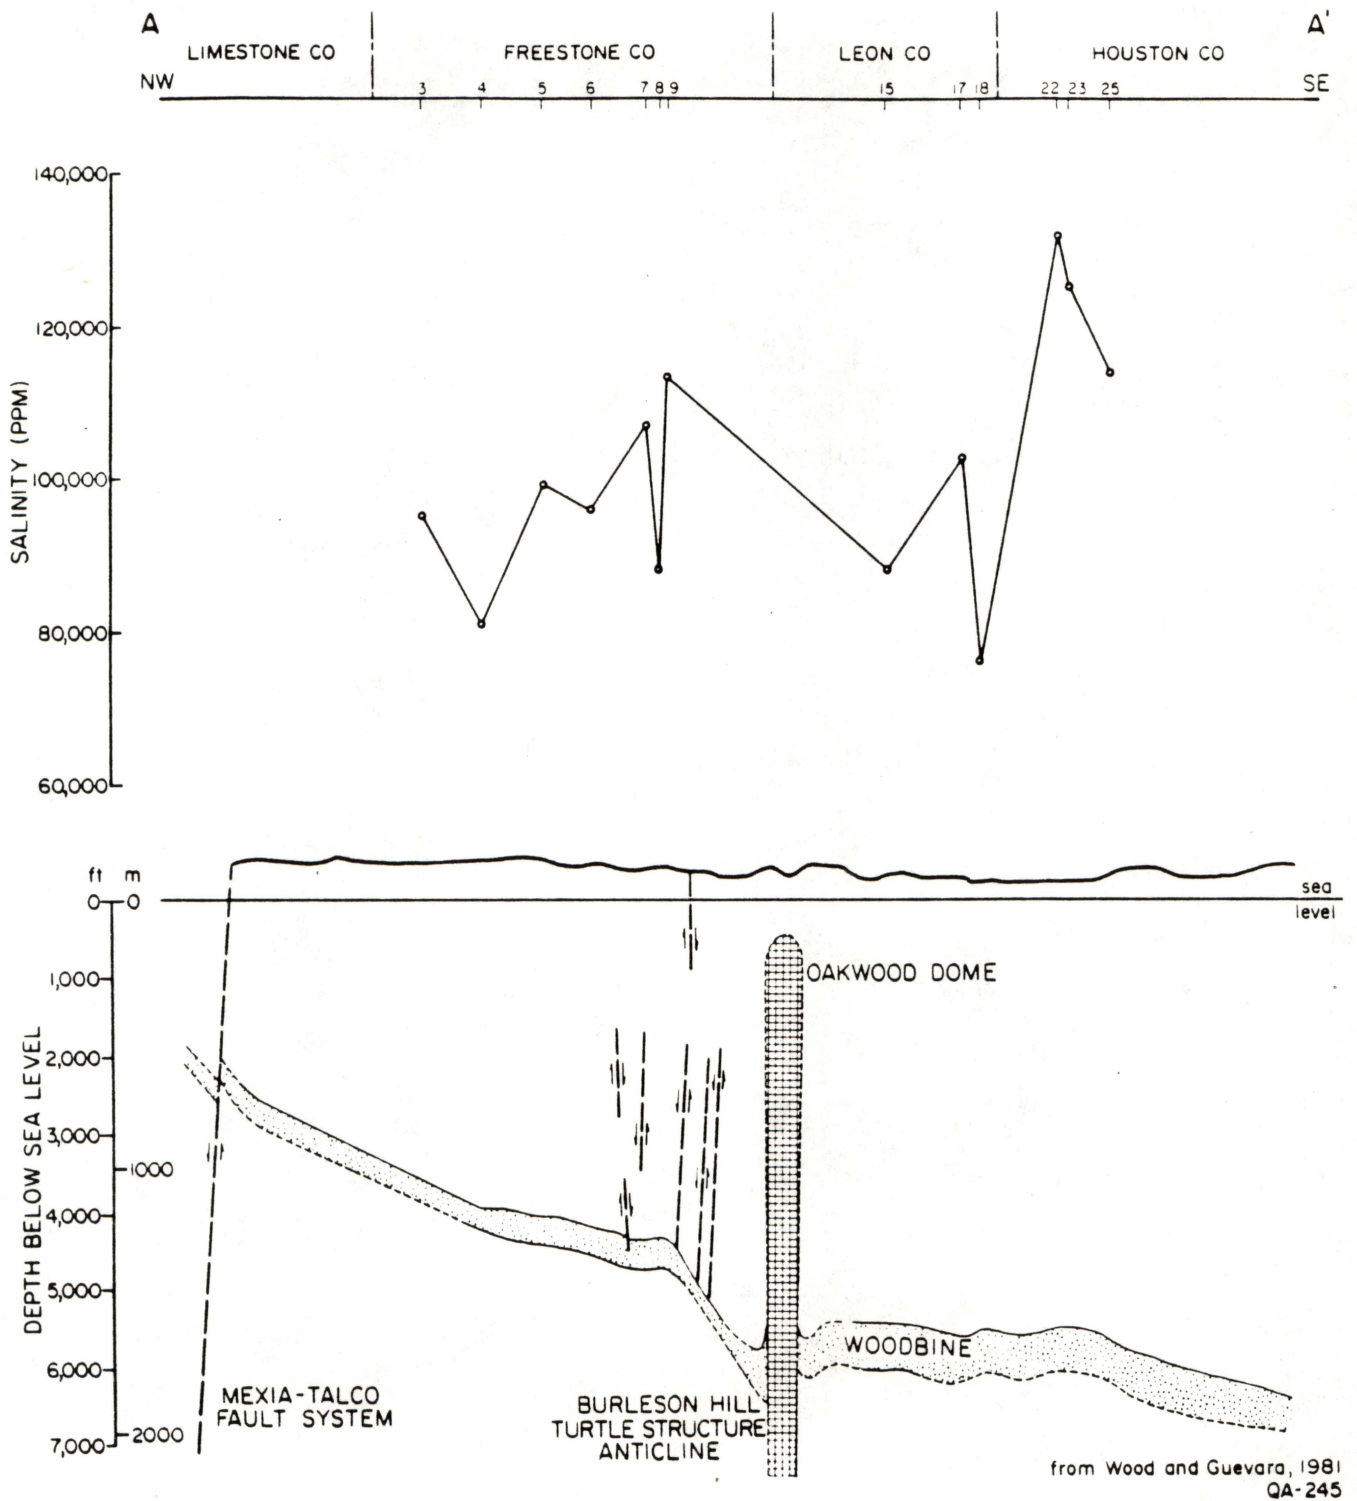 A A'
LIMESTONE CO FREESTONE CO LEON CO HOUSTON CO
NW 3 4 5 6 7 8 9 15 17 18 22 23 25 SE
140,000
120,000
100,000
80,000
60,000
SALINITY (PPM)
ft m
0 0
sea
level
1,000
2,000
3,000
1000
4,000
5,000
6,000
7,000
2000
DEPTH BELOW SEA LEVEL
OAKWOOD DOME
WOODBINE
MEXIA-TALCO
FAULT SYSTEM
BURLESON HILL
TURTLE STRUCTURE
ANTICLINE
from Wood and Guevara, 1981
QA-245